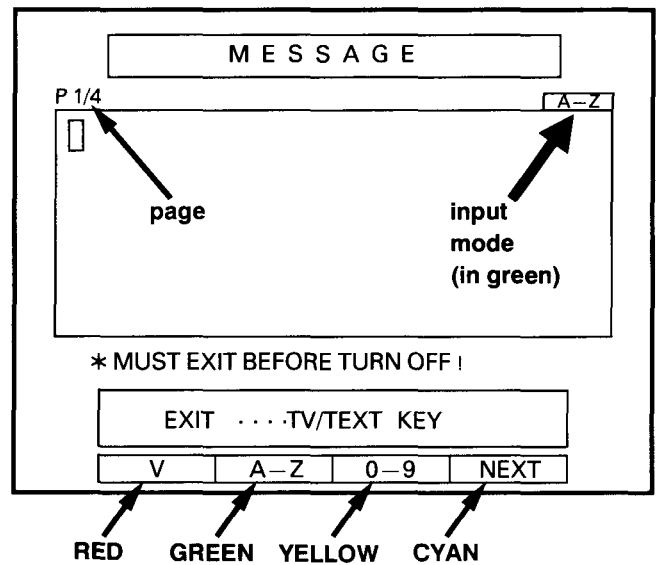 MESSAGE
P 1/4 A–Z
page input
mode
(in green)
* MUST EXIT BEFORE TURN OFF !
EXIT ····TV/TEXT KEY
V A–Z 0–9 NEXT
RED GREEN YELLOW CYAN